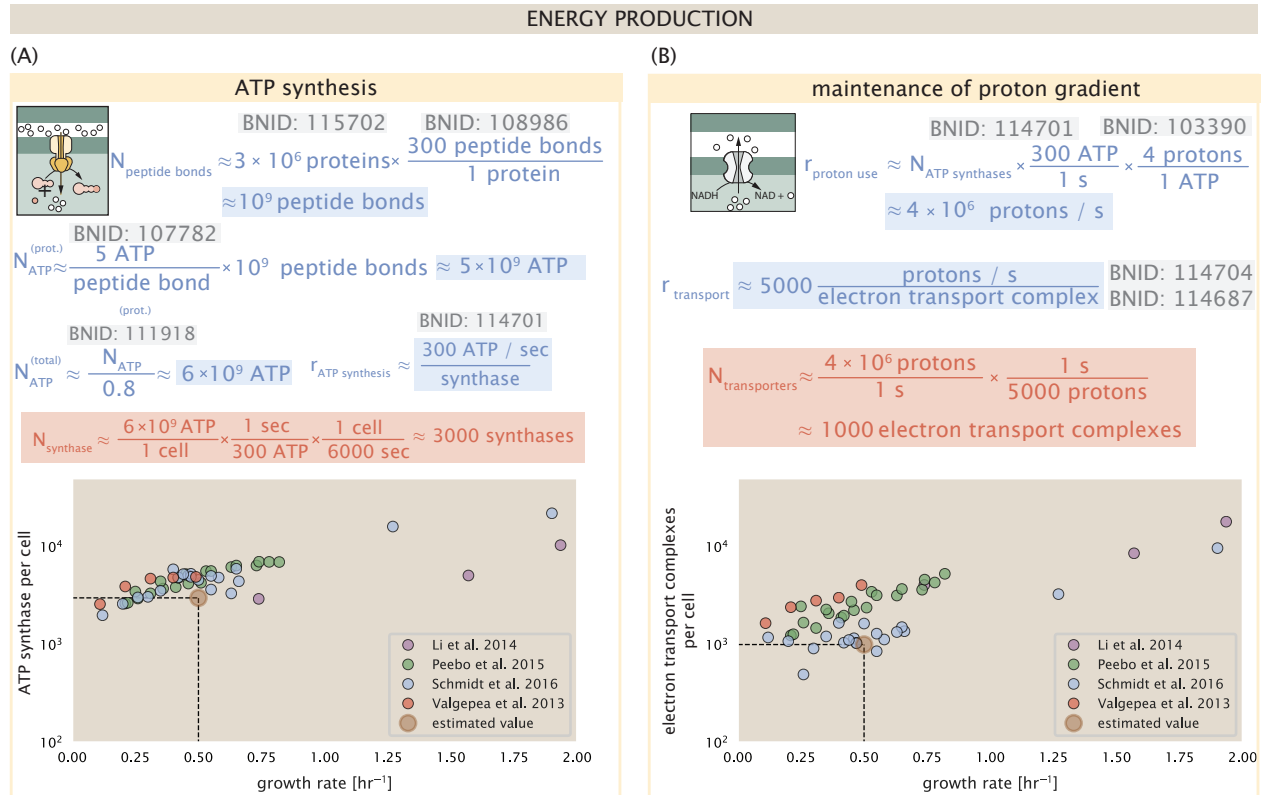 ENERGY PRODUCTION
(A)
ATP synthesis
BNID: 115702 BNID: 108986
N peptide bonds ≈ 3 × 10⁶ proteins × 300 peptide bonds / 1 protein
≈ 10⁹ peptide bonds
+
BNID: 107782
N ATP (prot.) ≈ 5 ATP / peptide bond × 10⁹ peptide bonds ≈ 5 × 10⁹ ATP
BNID: 111918 BNID: 114701
N ATP (total) ≈ N ATP (prot.) / 0.8 ≈ 6 × 10⁹ ATP r ATP synthesis ≈ 300 ATP / sec / synthase
N synthase ≈ 6 × 10⁹ ATP / 1 cell × 1 sec / 300 ATP × 1 cell / 6000 sec ≈ 3000 synthases
ATP synthase per cell
10⁴
10³
10²
Li et al. 2014
Peebo et al. 2015
Schmidt et al. 2016
Valgepea et al. 2013
estimated value
0.00 0.25 0.50 0.75 1.00 1.25 1.50 1.75 2.00
growth rate [hr⁻¹]
(B)
maintenance of proton gradient
NADH NAD +
BNID: 114701 BNID: 103390
r proton use ≈ N ATP synthases × 300 ATP / 1 s × 4 protons / 1 ATP
≈ 4 × 10⁶ protons / s
r transport ≈ 5000 protons / s / electron transport complex
BNID: 114704
BNID: 114687
N transporters ≈ 4 × 10⁶ protons / 1 s × 1 s / 5000 protons
≈ 1000 electron transport complexes
electron transport complexes
per cell
10⁴
10³
10²
Li et al. 2014
Peebo et al. 2015
Schmidt et al. 2016
Valgepea et al. 2013
estimated value
0.00 0.25 0.50 0.75 1.00 1.25 1.50 1.75 2.00
growth rate [hr⁻¹]